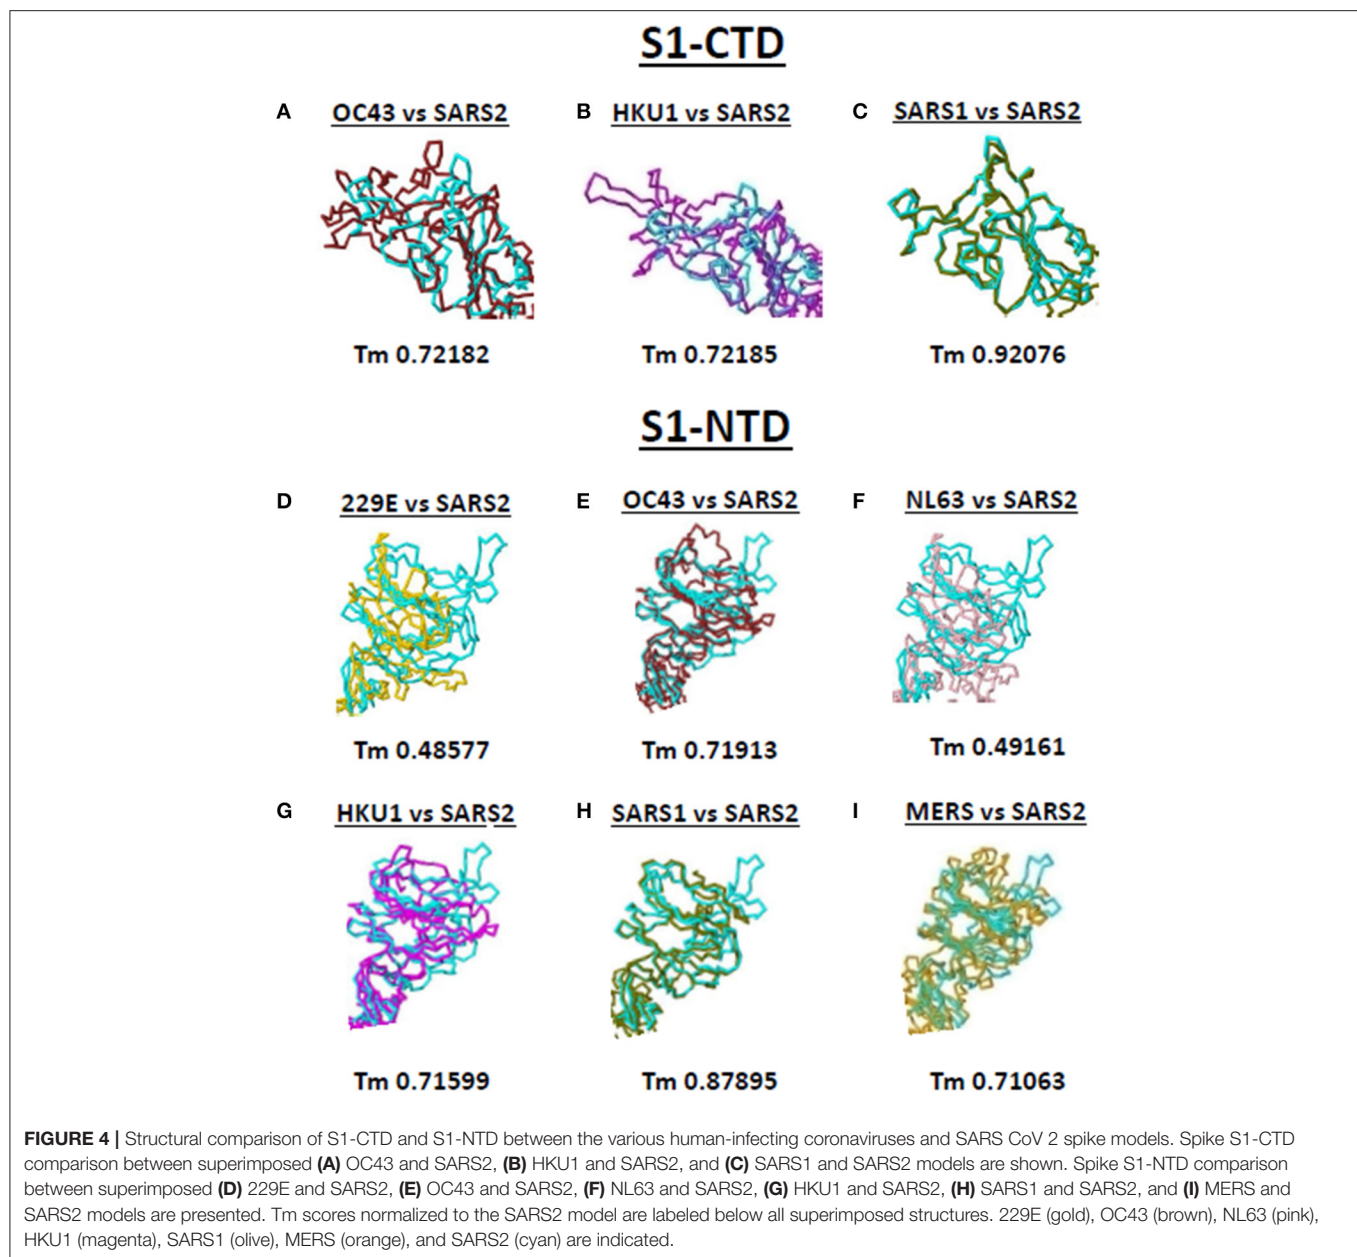 S1-CTD
A OC43 vs SARS2 B HKU1 vs SARS2 C SARS1 vs SARS2
Tm 0.72182 Tm 0.72185 Tm 0.92076
S1-NTD
D 229E vs SARS2 E OC43 vs SARS2 F NL63 vs SARS2
Tm 0.48577 Tm 0.71913 Tm 0.49161
G HKU1 vs SARS2 H SARS1 vs SARS2 I MERS vs SARS2
Tm 0.71599 Tm 0.87895 Tm 0.71063
FIGURE 4 | Structural comparison of S1-CTD and S1-NTD between the various human-infecting coronaviruses and SARS CoV 2 spike models. Spike S1-CTD
comparison between superimposed (A) OC43 and SARS2, (B) HKU1 and SARS2, and (C) SARS1 and SARS2 models are shown. Spike S1-NTD comparison
between superimposed (D) 229E and SARS2, (E) OC43 and SARS2, (F) NL63 and SARS2, (G) HKU1 and SARS2, (H) SARS1 and SARS2, and (I) MERS and
SARS2 models are presented. Tm scores normalized to the SARS2 model are labeled below all superimposed structures. 229E (gold), OC43 (brown), NL63 (pink),
HKU1 (magenta), SARS1 (olive), MERS (orange), and SARS2 (cyan) are indicated.